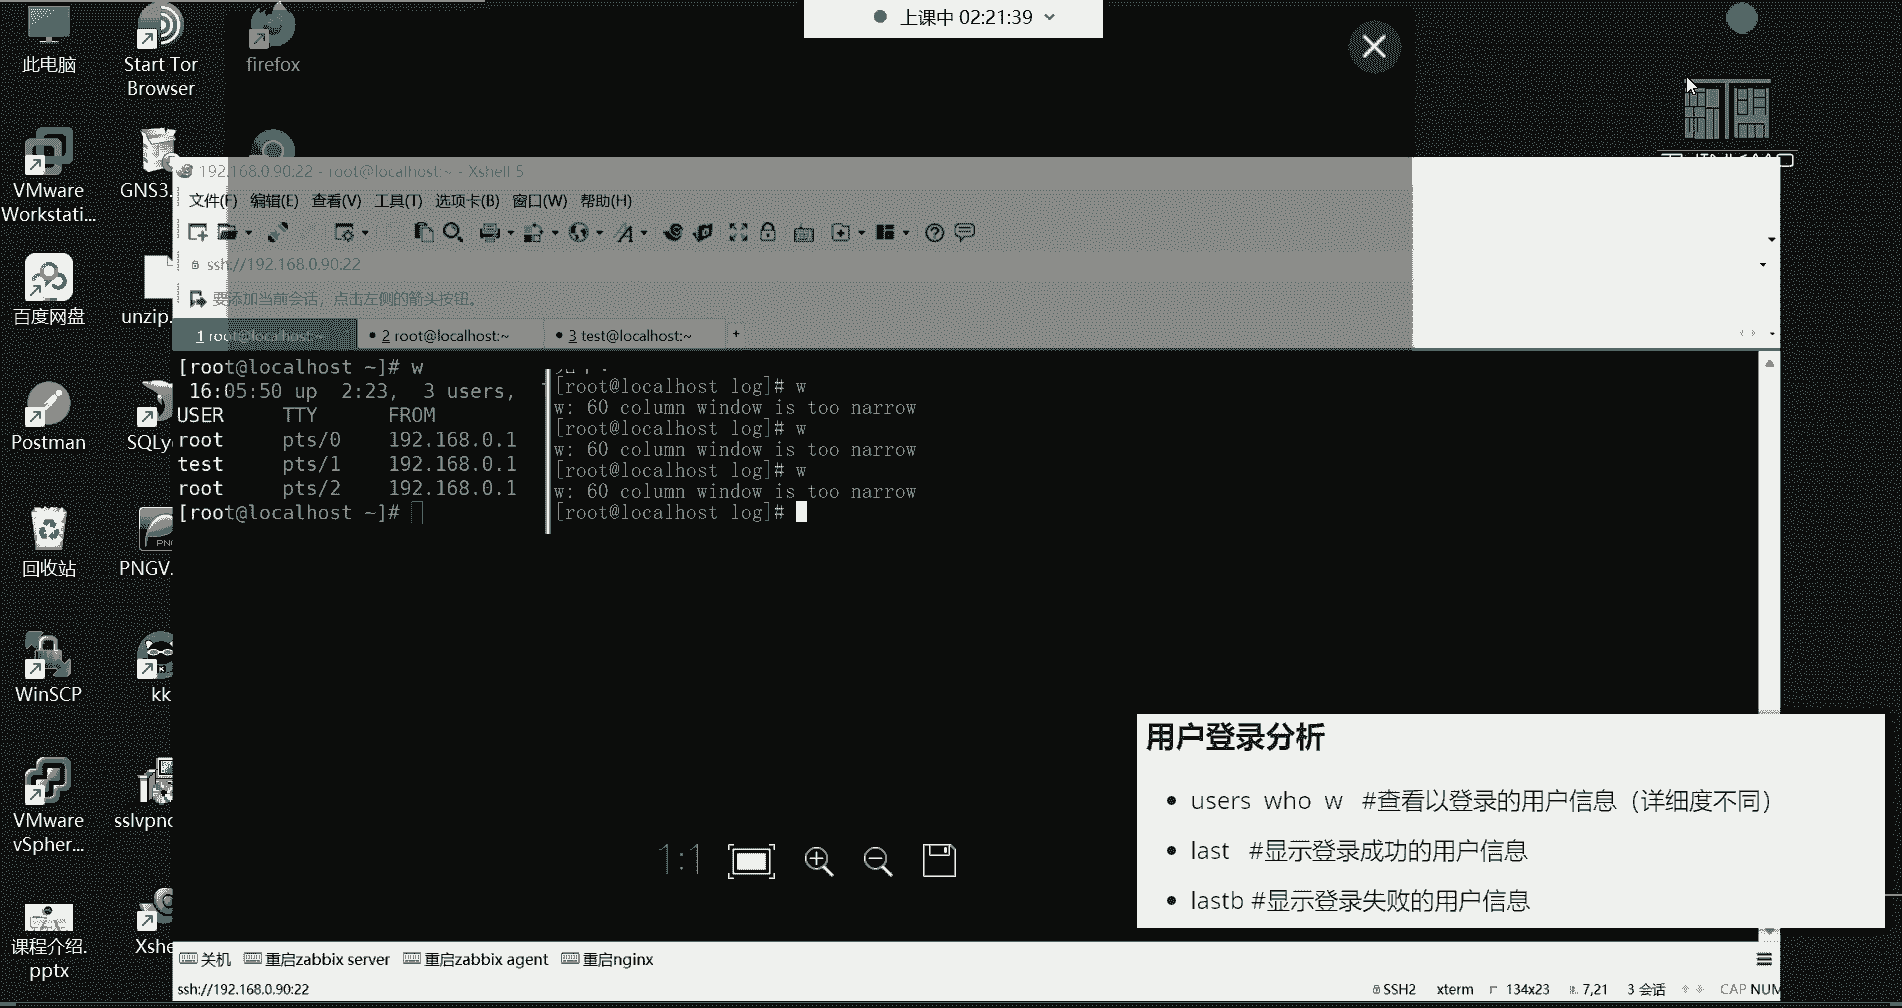 上课中 02:21:39
此电脑
Start Tor Browser
firefox
VMware Workstati...
GNS3.
百度网盘
unzip.
Postman
SQLy
回收站
PNGV.
WinSCP
kk
VMware vSpher...
sslvpnc
课程介绍.pptx
Xshe
192.168.0.90:22 - root@localhost:~ - Xshell 5
文件(F) 编辑(E) 查看(V) 工具(T) 选项卡(B) 窗口(W) 帮助(H)
ssh://192.168.0.90:22
要添加当前会话，点击左侧的箭头按钮。
1 root@localhost:~
2 root@localhost:~
3 test@localhost:~
+
[root@localhost ~]# w
16:05:50 up 2:23, 3 users,
USER TTY FROM
root pts/0 192.168.0.1
test pts/1 192.168.0.1
root pts/2 192.168.0.1
[root@localhost ~]#
[root@localhost log]# w
w: 60 column window is too narrow
[root@localhost log]# w
w: 60 column window is too narrow
[root@localhost log]# w
w: 60 column window is too narrow
[root@localhost log]#
1:1
用户登录分析
users who w #查看以登录的用户信息（详细度不同）
last #显示登录成功的用户信息
lastb #显示登录失败的用户信息
关机 重启zabbix server 重启zabbix agent 重启nginx
ssh://192.168.0.90:22
SSH2 xterm 134x23 7,21 3 会话 CAP NUM